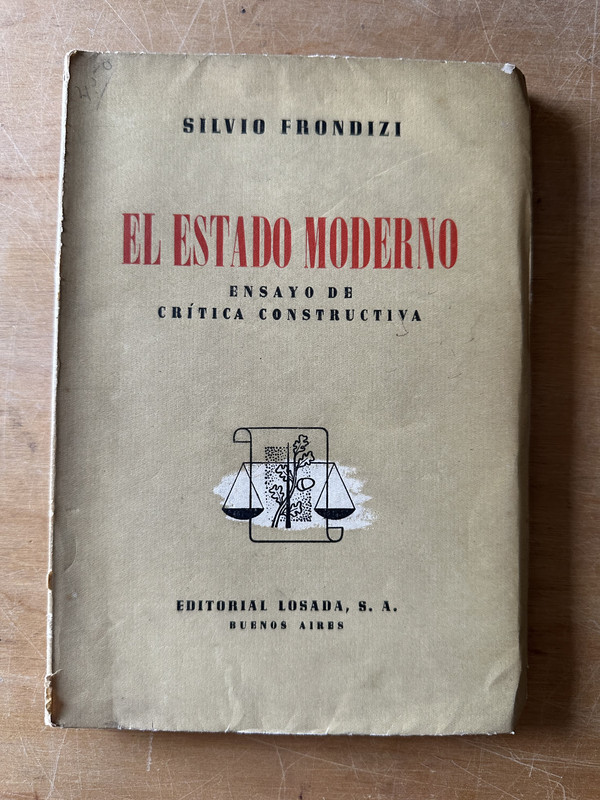 SILVIO FRONDIZI
EL ESTADO MODERNO
ENSAYO DE
CRÍTICA CONSTRUCTIVA
EDITORIAL LOSADA, S. A.
BUENOS AIRES